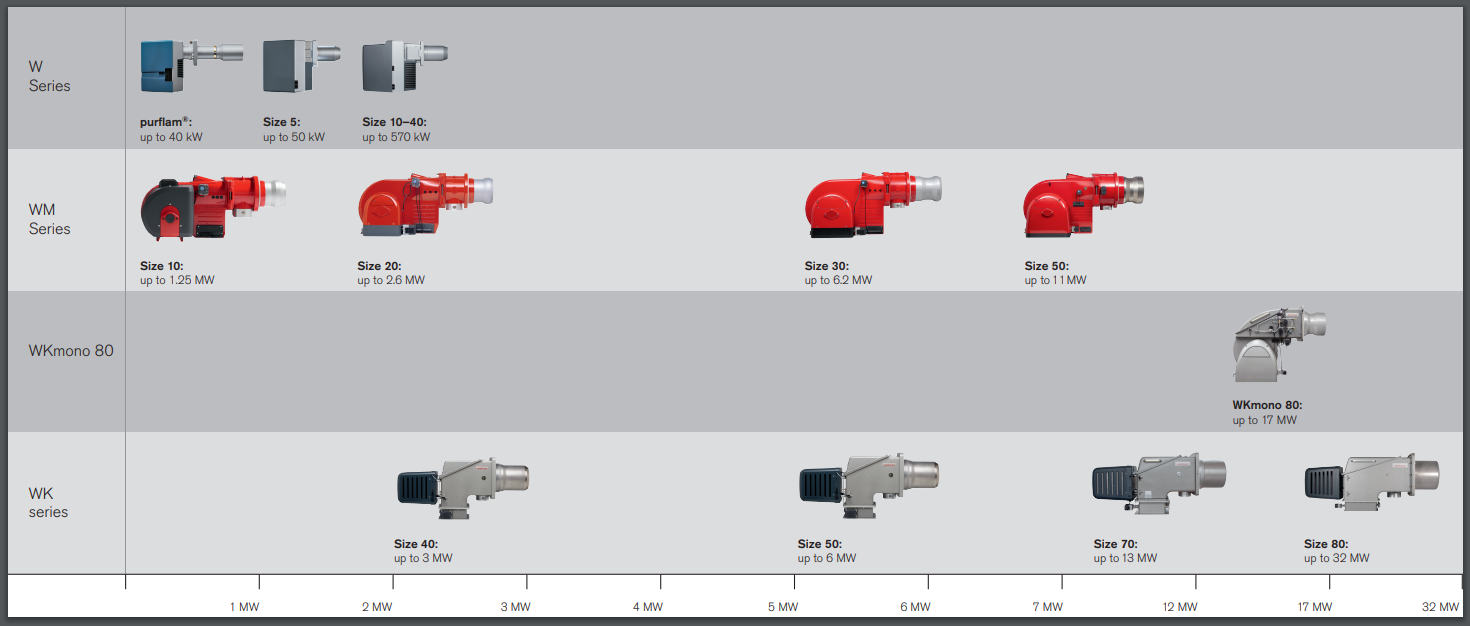 W
Series
purflam®:
up to 40 kW
Size 5:
up to 50 kW
Size 10–40:
up to 570 kW
WM
Series
Size 10:
up to 1.25 MW
Size 20:
up to 2.6 MW
Size 30:
up to 6.2 MW
Size 50:
up to 11 MW
WKmono 80
WKmono 80:
up to 17 MW
WK
series
Size 40:
up to 3 MW
Size 50:
up to 6 MW
Size 70:
up to 13 MW
Size 80:
up to 32 MW
1 MW
2 MW
3 MW
4 MW
5 MW
6 MW
7 MW
12 MW
17 MW
32 MW